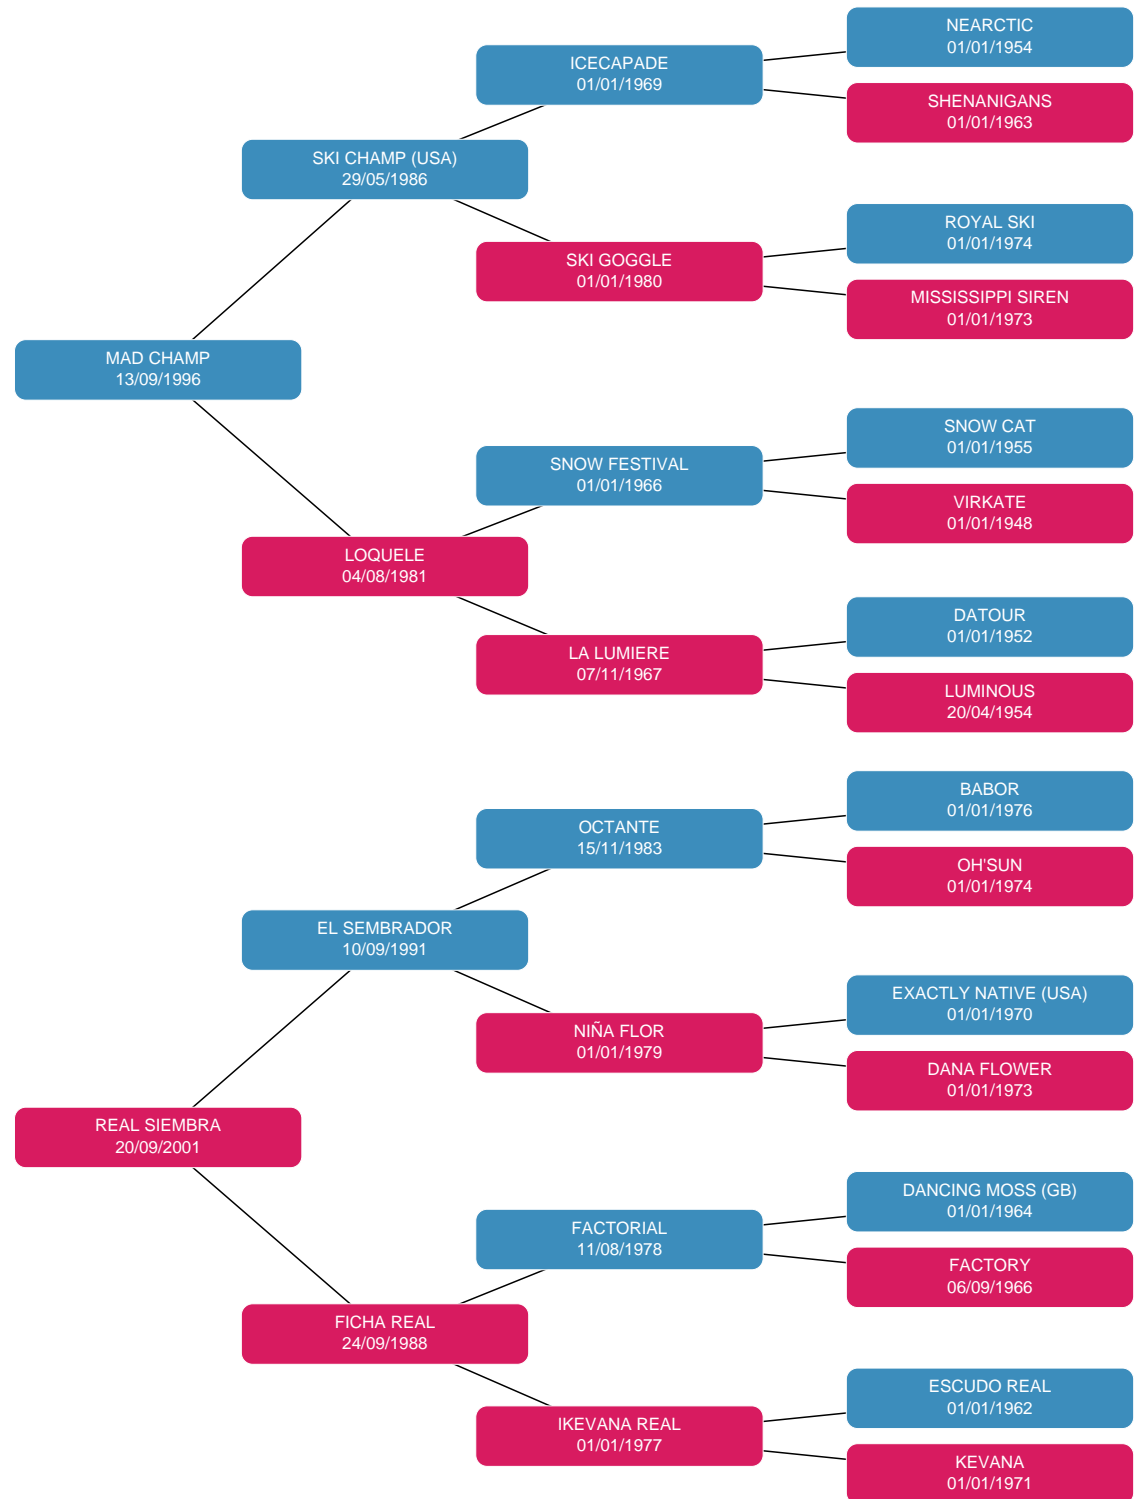 NEARCTIC
01/01/1954
ICECAPADE
01/01/1969
SHENANIGANS
01/01/1963
SKI CHAMP (USA)
29/05/1986
ROYAL SKI
01/01/1974
SKI GOGGLE
01/01/1980
MISSISSIPPI SIREN
01/01/1973
MAD CHAMP
13/09/1996
SNOW CAT
01/01/1955
SNOW FESTIVAL
01/01/1966
VIRKATE
01/01/1948
LOQUELE
04/08/1981
DATOUR
01/01/1952
LA LUMIERE
07/11/1967
LUMINOUS
20/04/1954
BABOR
01/01/1976
OCTANTE
15/11/1983
OH'SUN
01/01/1974
EL SEMBRADOR
10/09/1991
EXACTLY NATIVE (USA)
01/01/1970
NIÑA FLOR
01/01/1979
DANA FLOWER
01/01/1973
REAL SIEMBRA
20/09/2001
DANCING MOSS (GB)
01/01/1964
FACTORIAL
11/08/1978
FACTORY
06/09/1966
FICHA REAL
24/09/1988
ESCUDO REAL
01/01/1962
IKEVANA REAL
01/01/1977
KEVANA
01/01/1971